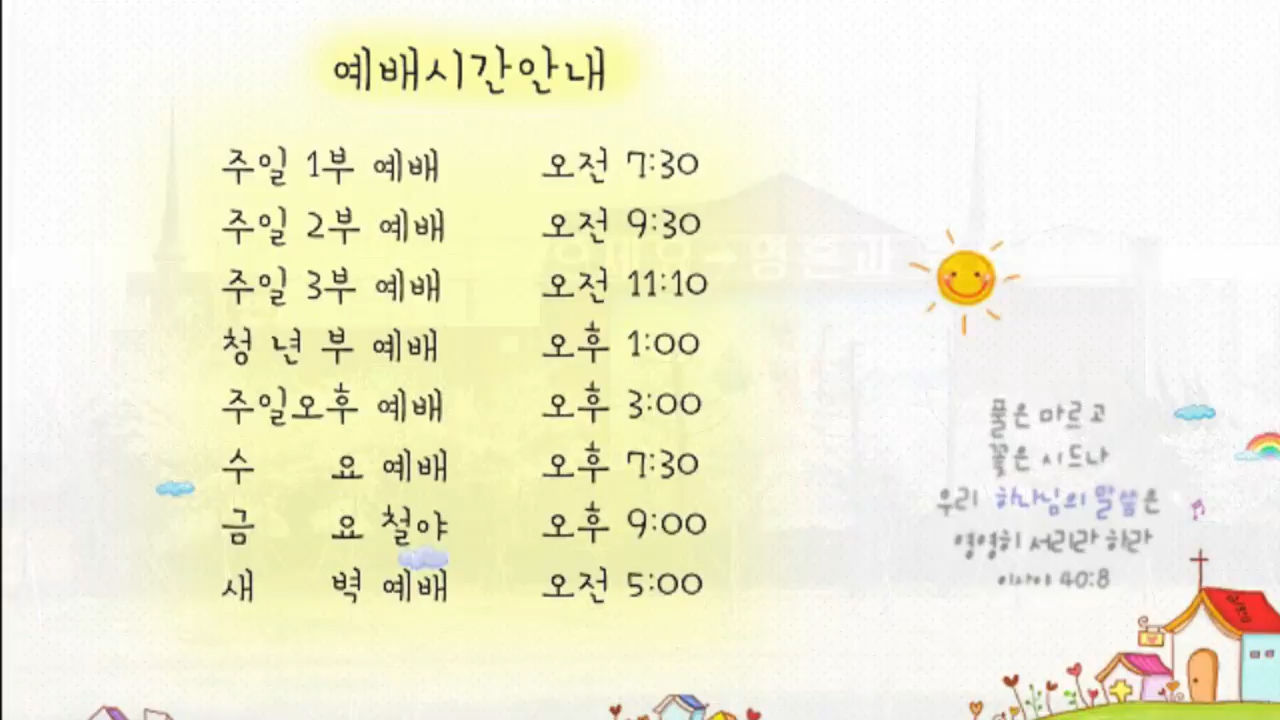 예배시간안내
주일 1부 예배 오전 7:30
주일 2부 예배 오전 9:30
주일 3부 예배 오전 11:10
청 년 부 예배 오후 1:00
주일오후 예배 오후 3:00
수 요 예배 오후 7:30
금 요 철야 오후 9:00
새 벽 예배 오전 5:00
풀은 마르고
꽃은 시드나
우리 하나님의 말씀은
영영히 서리라 하라
이사야 40:8